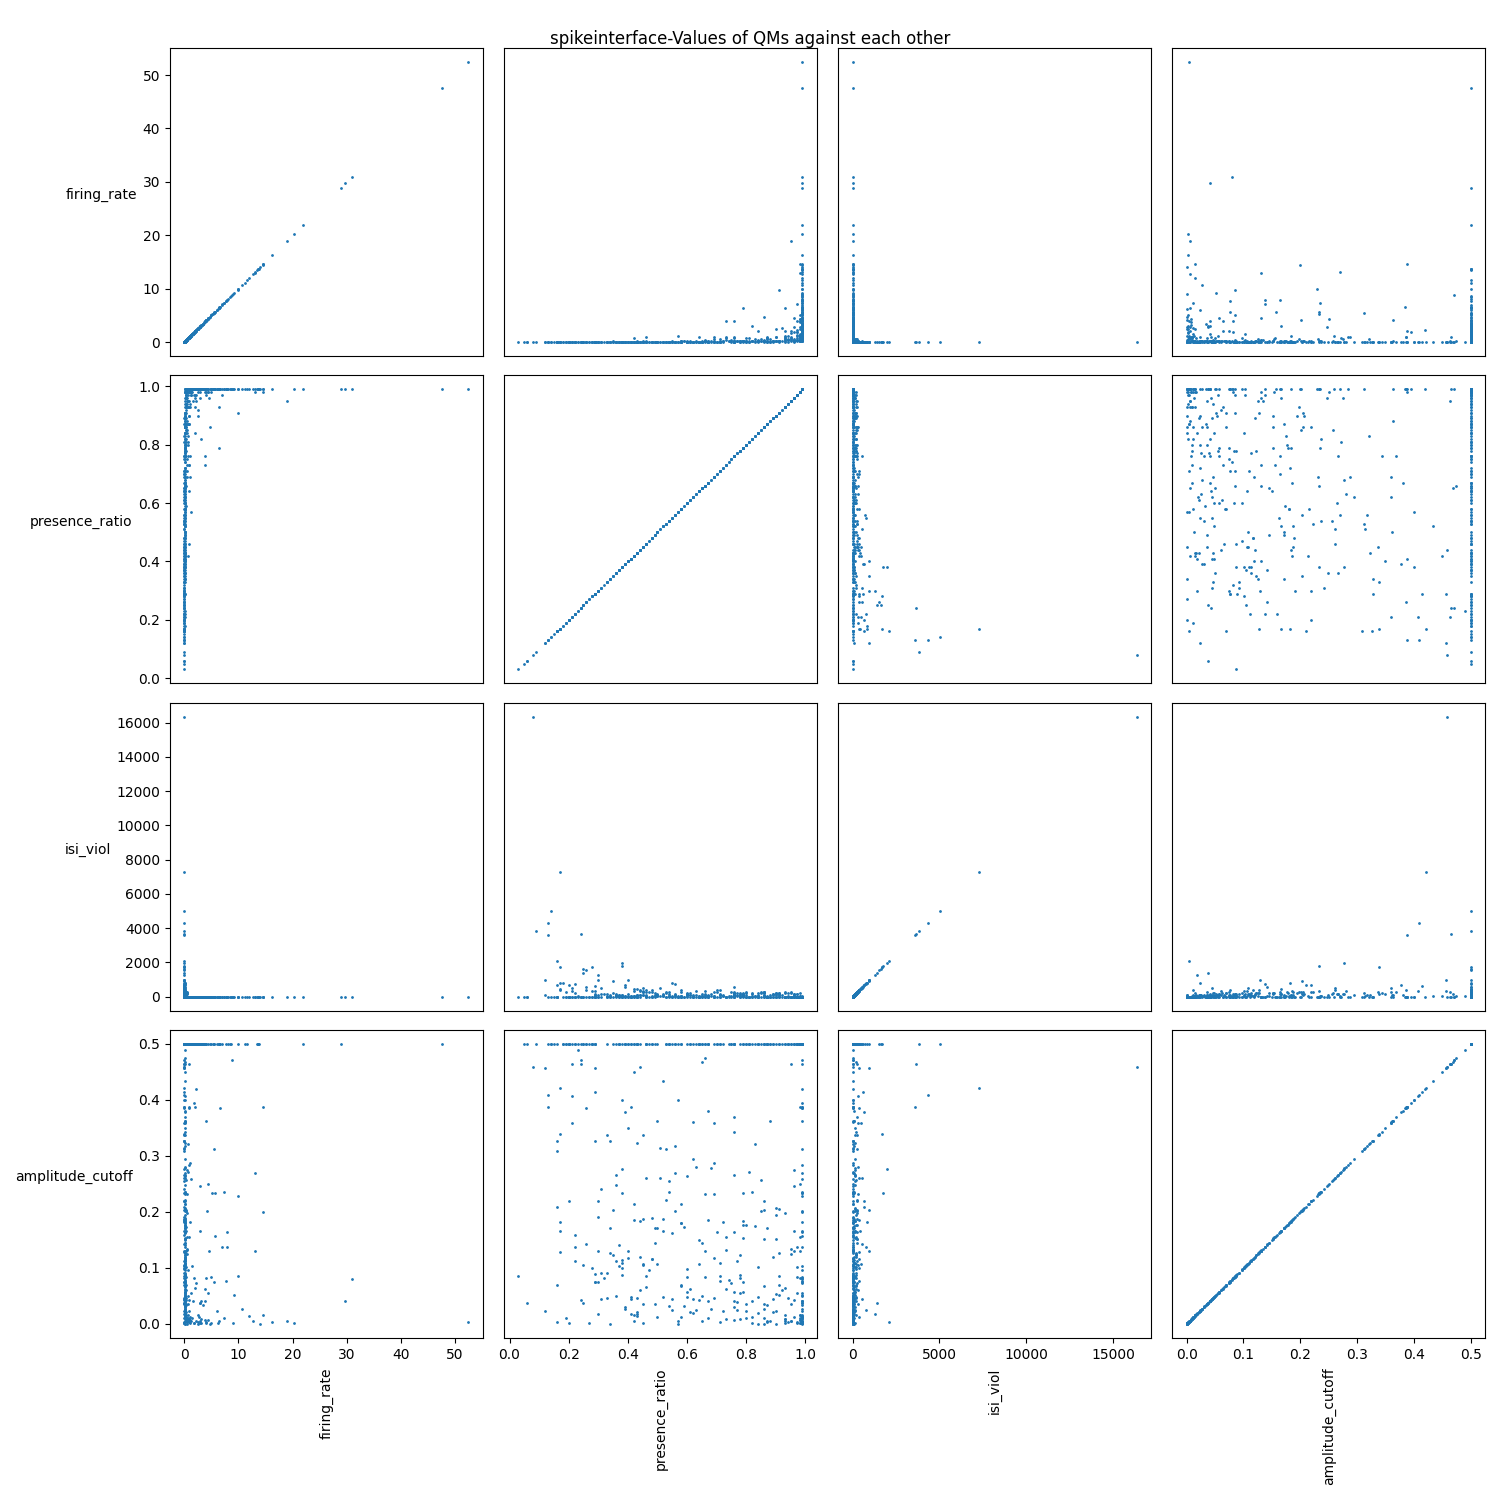 spikeinterface-Values of QMs against each other
50
40
30
20
10
0
firing_rate
1.0
0.8
0.6
0.4
0.2
0.0
presence_ratio
16000
14000
12000
10000
8000
6000
4000
2000
0
isi_viol
0.5
0.4
0.3
0.2
0.1
0.0
amplitude_cutoff
0 10 20 30 40 50
0.0 0.2 0.4 0.6 0.8 1.0
0 5000 10000 15000
0.0 0.1 0.2 0.3 0.4 0.5
firing_rate
presence_ratio
isi_viol
amplitude_cutoff